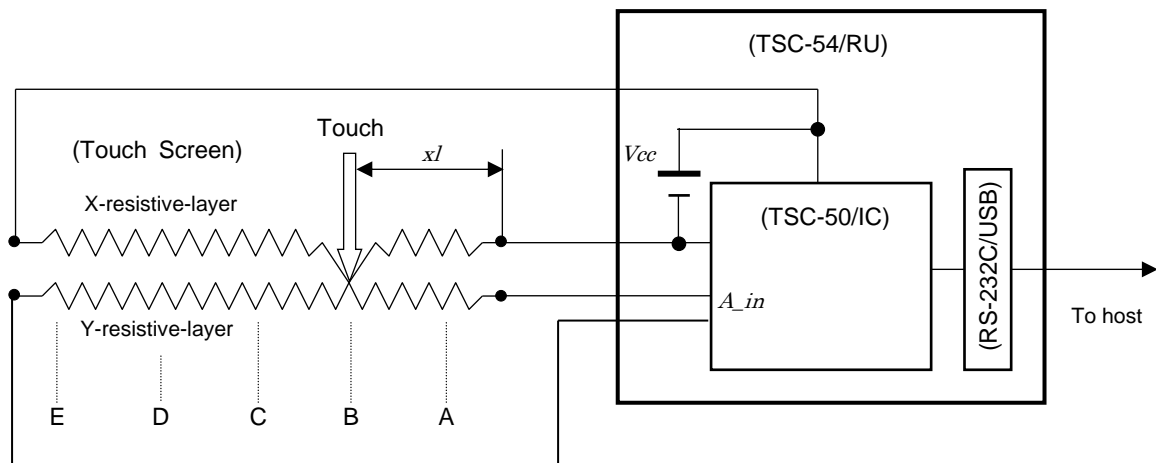 (TSC-54/RU)
Touch
(Touch Screen)
x1
Vcc
X-resistive-layer
(TSC-50/IC)
(RS-232C/USB)
A_in
To host
Y-resistive-layer
E D C B A